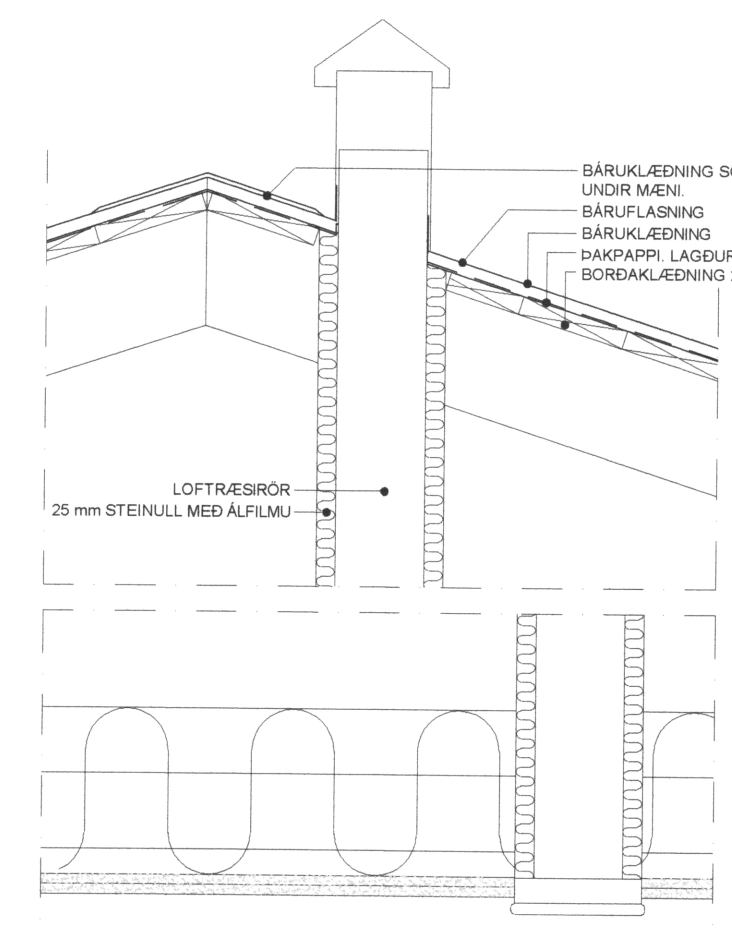 BÁRUKLÆÐNING
UNDIR MÆNI.
BÁRUFLASNING
BÁRUKLÆÐNING
ÞAKPAPPI. LAGÐUR
BORÐAKLÆÐNING
LOFTRÆSIRÖR
25 mm STEINULL MEÐ ÁLFILMU